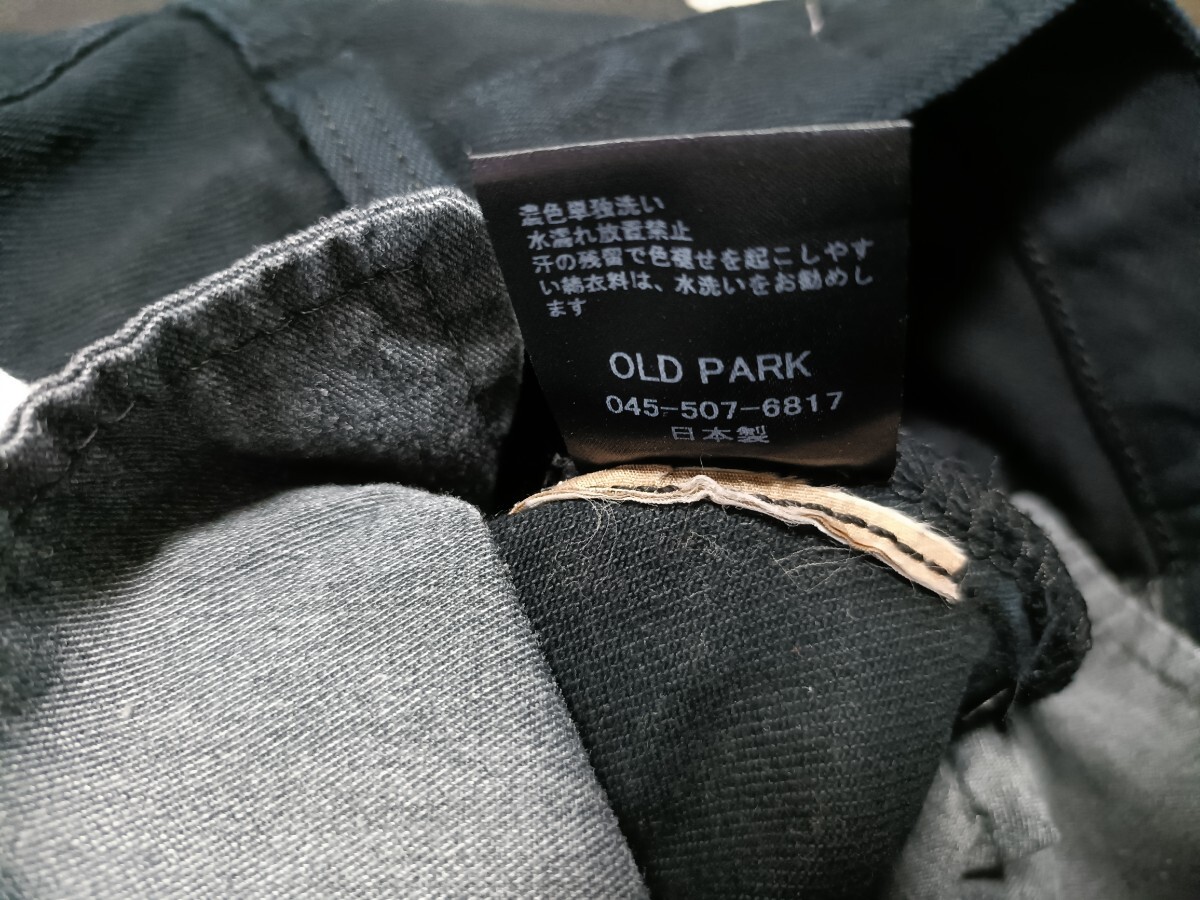 濃色単独洗い
水濡れ放置禁止
汗の残留で色褪せを起こしやす
い綿衣料は、水洗いをお勧めし
ます
OLD PARK
045-507-6817
日本製